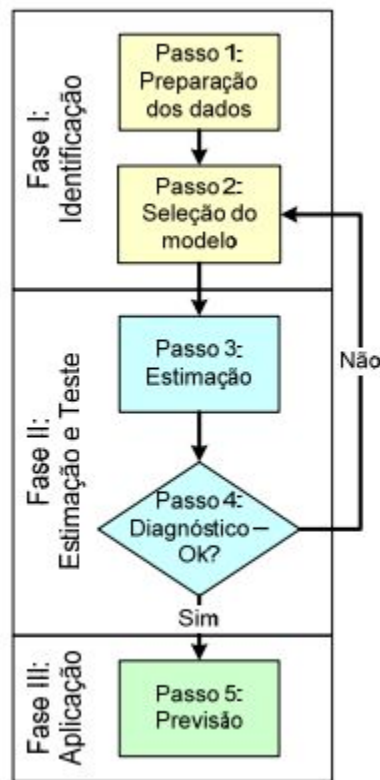 Fase I:
Identificação
Passo 1:
Preparação
dos dados
Passo 2:
Seleção do
modelo
Fase II:
Estimação e Teste
Passo 3:
Estimação
Passo 4:
Diagnóstico –
Ok?
Não
Sim
Fase III:
Aplicação
Passo 5:
Previsão